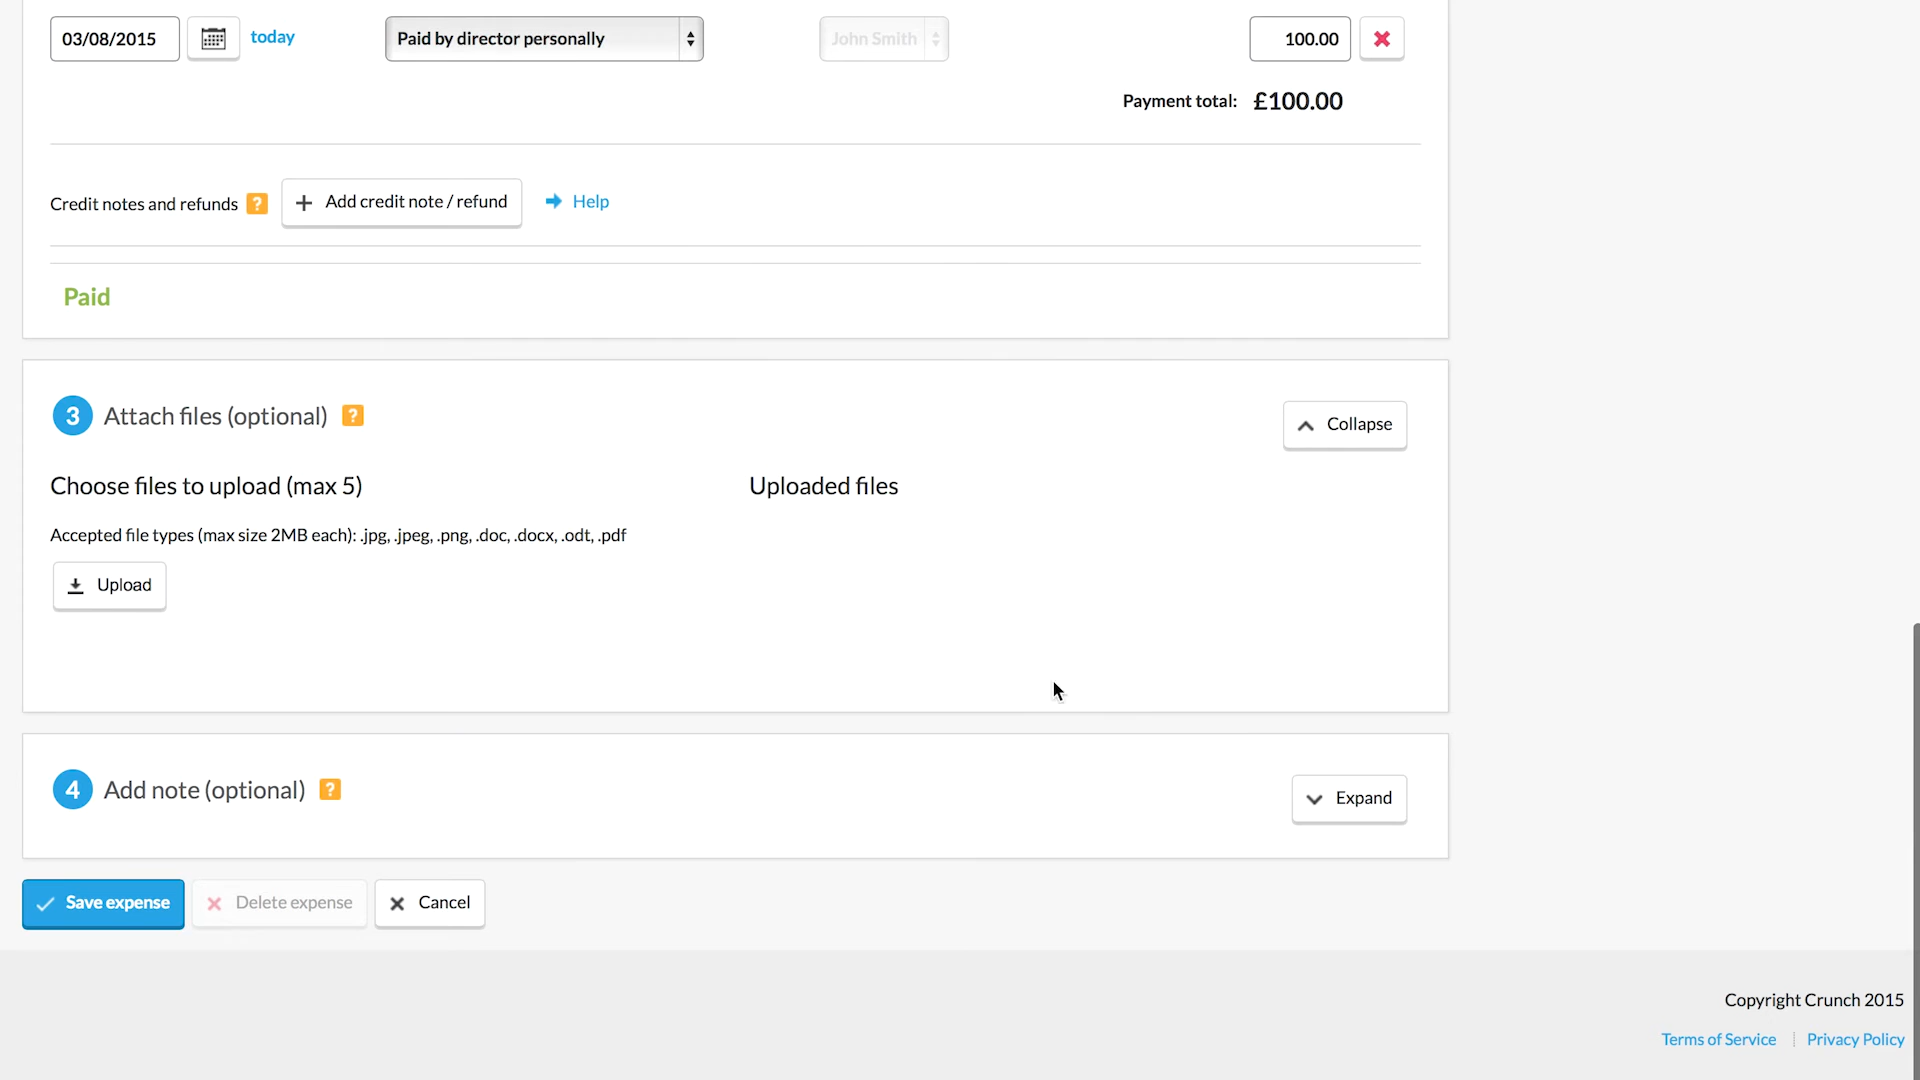 03/08/2015 today Paid by director personally John Smith 100.00
Payment total: £100.00
Credit notes and refunds ? Add credit note / refund Help
Paid
3 Attach files (optional) ? Collapse
Choose files to upload (max 5) Uploaded files
Accepted file types (max size 2MB each): .jpg, .jpeg, .png, .doc, .docx, .odt, .pdf
Upload
4 Add note (optional) ? Expand
Save expense Delete expense Cancel
Copyright Crunch 2015
Terms of Service Privacy Policy